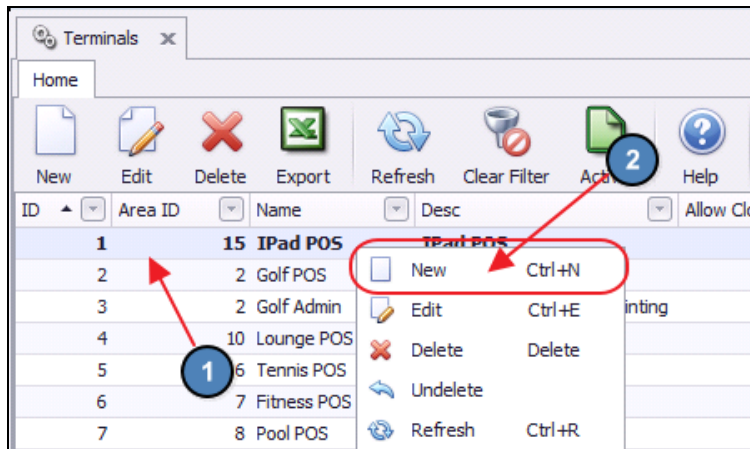 Terminals x
Home
New Edit Delete Export Refresh Clear Filter Help
2
ID Area ID Name Desc
1 15 IPad POS IPad POS
2 2 Golf POS
New Ctrl+N
3 2 Golf Admin
Edit Ctrl+E inting
4 10 Lounge POS
Delete Delete
5 6 Tennis POS
1
Undelete
6 7 Fitness POS
7 8 Pool POS
Refresh Ctrl+R